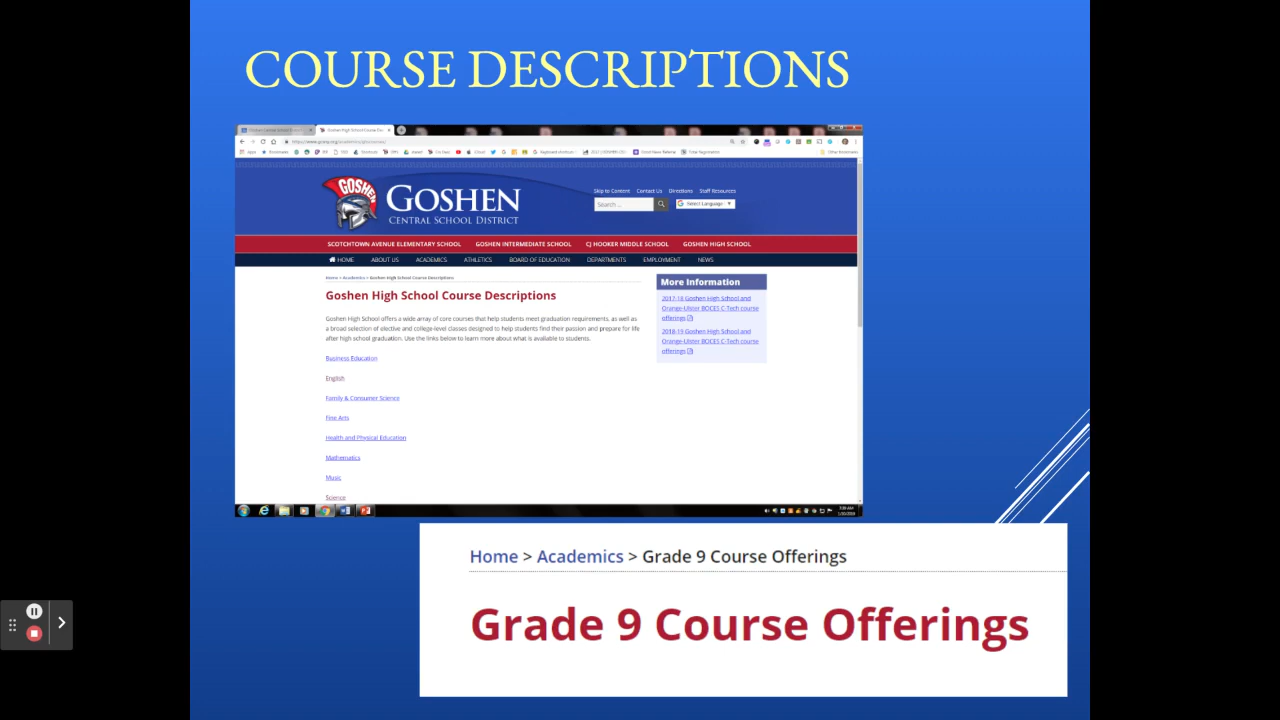 COURSE DESCRIPTIONS
Goshen High School Course Des
GOSHEN
GOSHEN
CENTRAL SCHOOL DISTRICT
Skip to Content Contact Us Directions Staff Resources
Search ...
Select Language
SCOTCHTOWN AVENUE ELEMENTARY SCHOOL GOSHEN INTERMEDIATE SCHOOL CJ HOOKER MIDDLE SCHOOL GOSHEN HIGH SCHOOL
HOME ABOUT US ACADEMICS ATHLETICS BOARD OF EDUCATION DEPARTMENTS EMPLOYMENT NEWS
Home > Academics > Goshen High School Course Descriptions
Goshen High School Course Descriptions
Goshen High School offers a wide array of core courses that help students meet graduation requirements, as well as
a broad selection of elective and college-level classes designed to help students find their passion and prepare for life
after high school graduation. Use the links below to learn more about what is available to students.
Business Education
English
Family & Consumer Science
Fine Arts
Health and Physical Education
Mathematics
Music
Science
More Information
2017-18 Goshen High School and
Orange-Ulster BOCES C-Tech course
offerings
2018-19 Goshen High School and
Orange-Ulster BOCES C-Tech course
offerings
Home > Academics > Grade 9 Course Offerings
Grade 9 Course Offerings